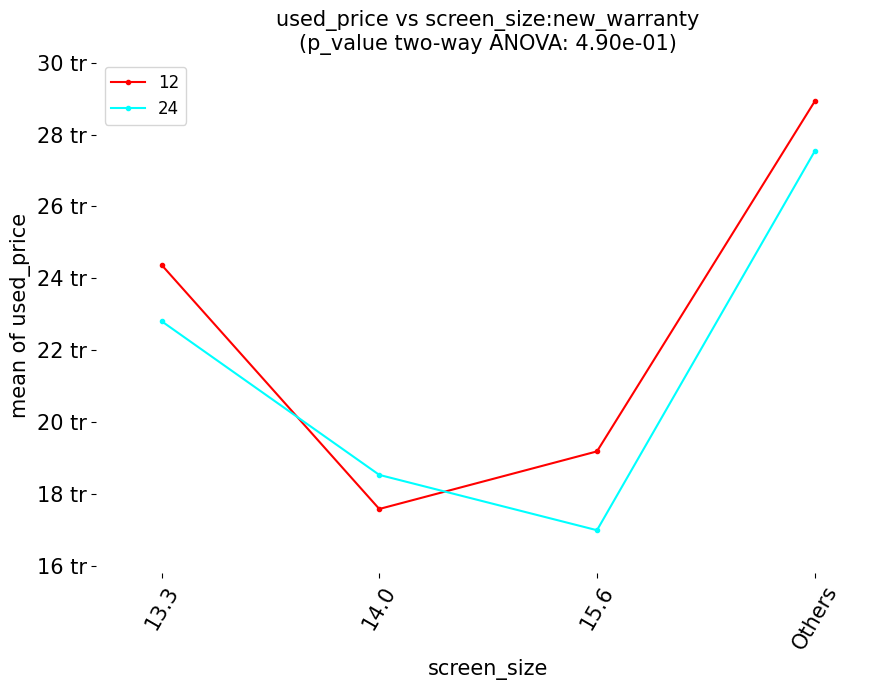 used_price vs screen_size:new_warranty
(p_value two-way ANOVA: 4.90e-01)
12
24
30 tr
28 tr
26 tr
24 tr
22 tr
20 tr
18 tr
16 tr
mean of used_price
13.3
14.0
15.6
Others
screen_size